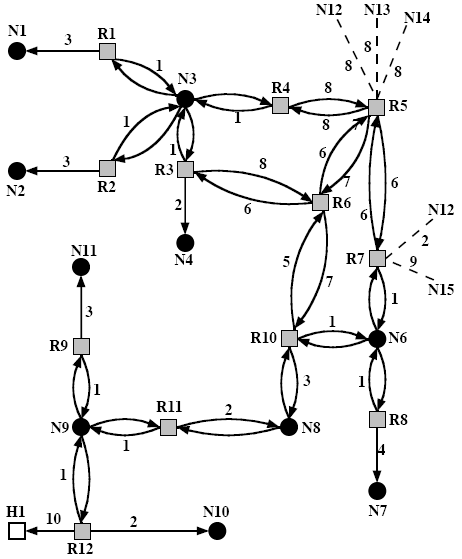 N12 N13 N14
N1 3 R1 8
1 N3 8 8
R4 8 R5
1 1 8
N2 3 R2 1 R3 8 6 7
6 R6 6
2 6 N12
N4 R7 2
9 N15
N11 5 7
3 1
R9 R10 1 N6
1 3 1
R11 2 R8
N9 1 N8 4
1 N7
H1 10 2 N10
R12